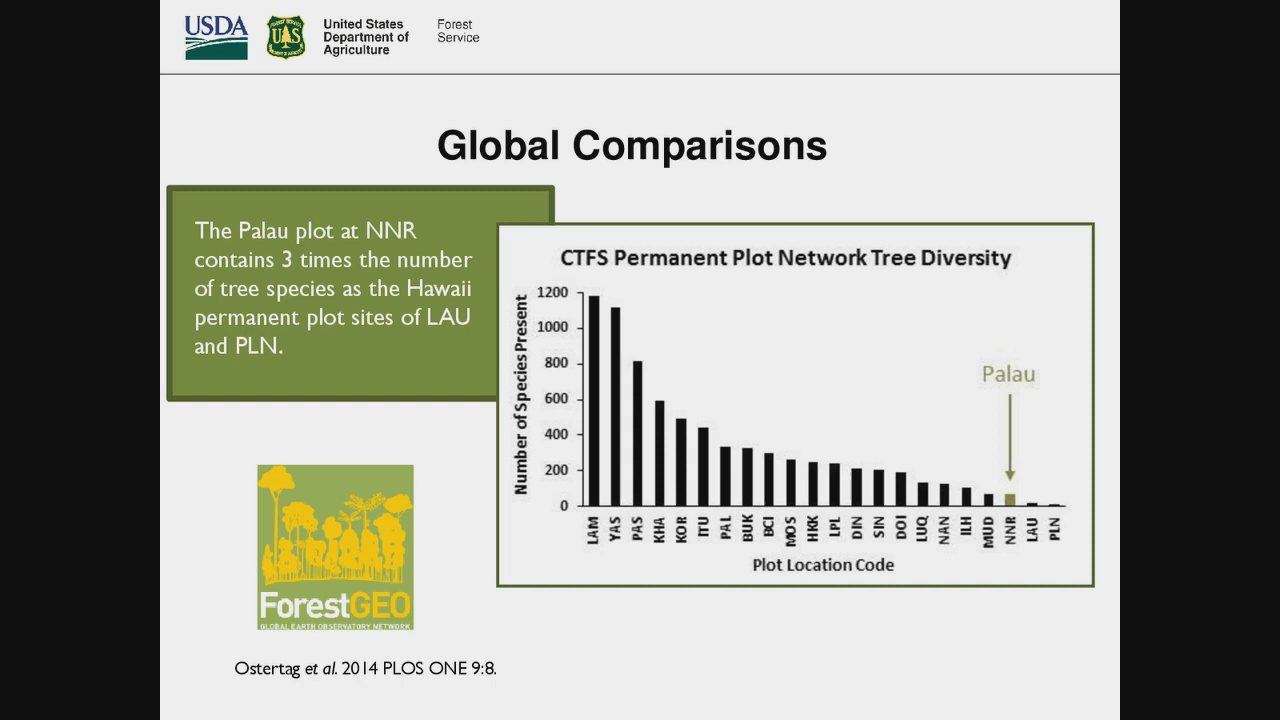 USDA
United States
Department of
Agriculture
Forest
Service
Global Comparisons
The Palau plot at NNR
contains 3 times the number
of tree species as the Hawaii
permanent plot sites of LAU
and PLN.
CTFS Permanent Plot Network Tree Diversity
Number of Species Present
1200
1000
800
600
400
200
0
Palau
LAM YAS PAS KHA KOR ITU PAL BUK BCI MOS HKK LPL DIN SIN DOI LUQ NAN ILH MUD NNR LAU PLN
Plot Location Code
ForestGEO
GLOBAL EARTH OBSERVATORY NETWORK
Ostertag et al. 2014 PLOS ONE 9:8.